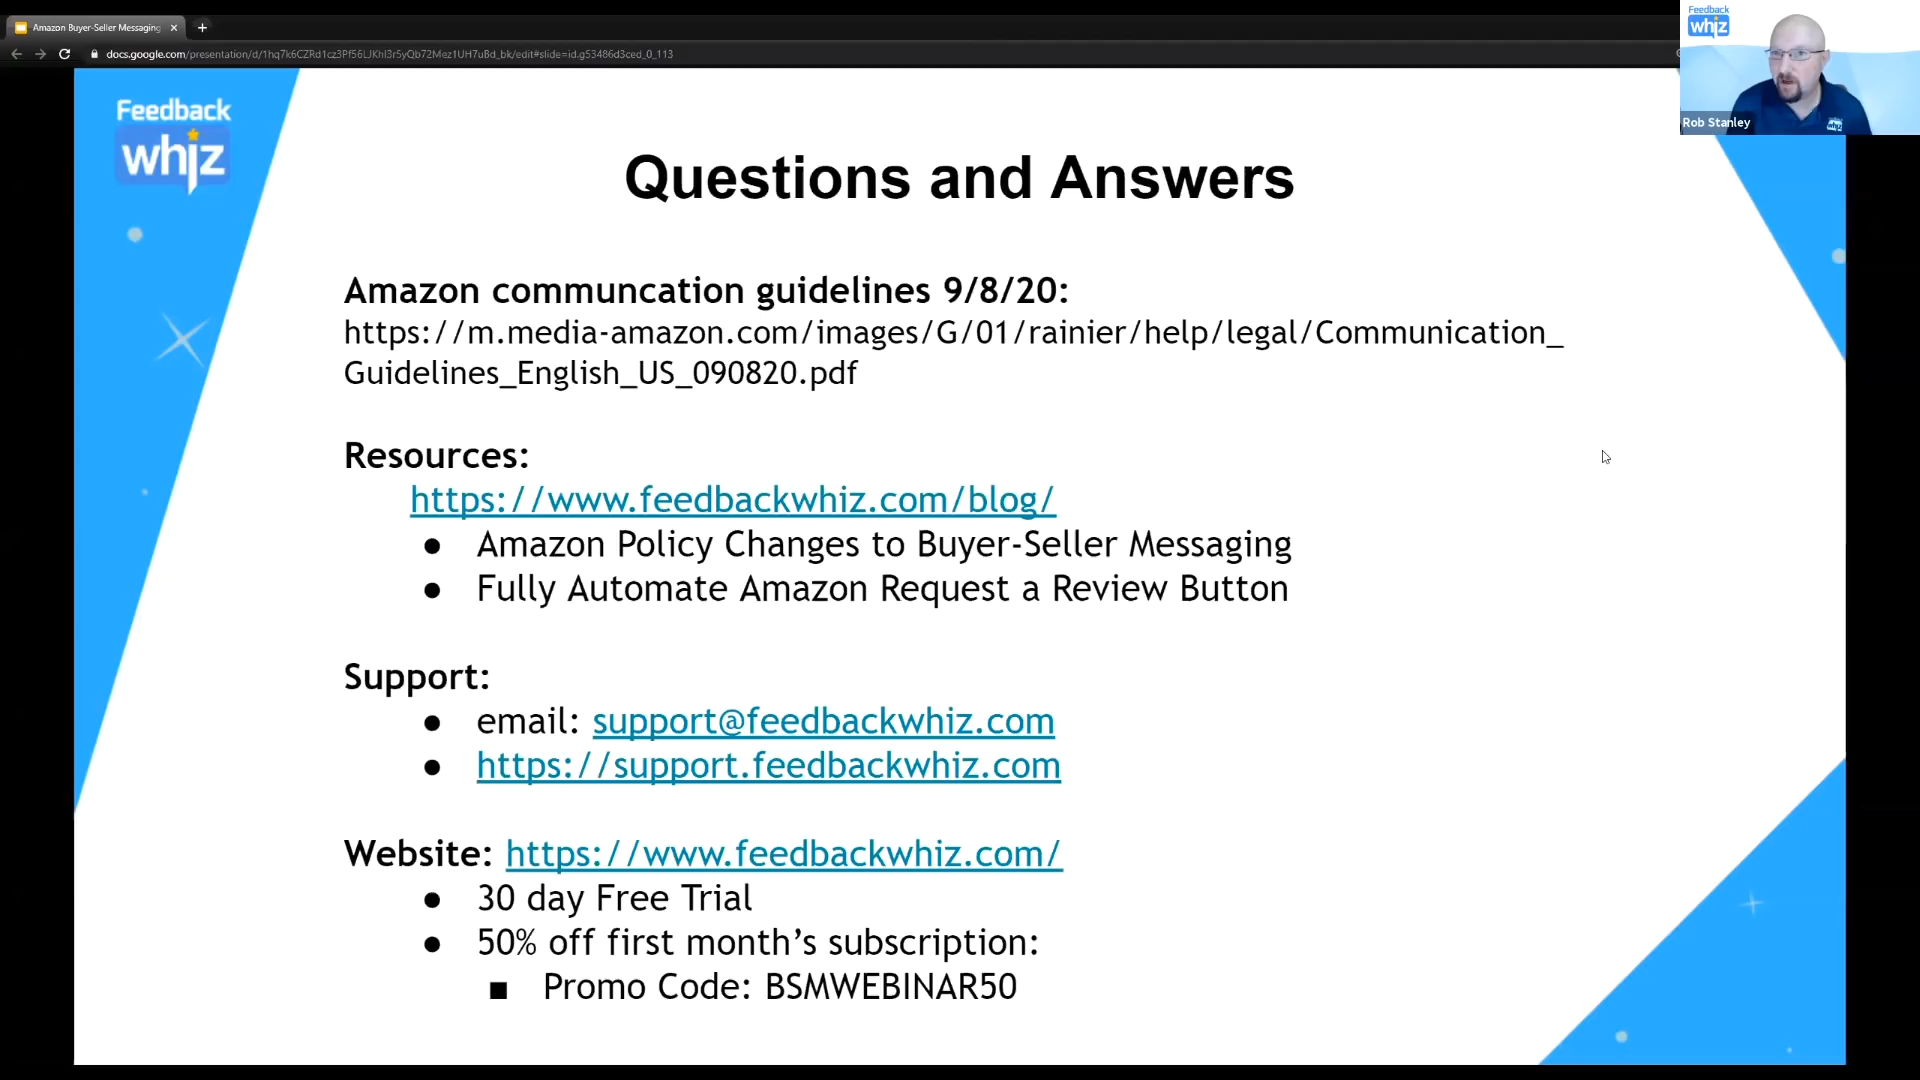 Amazon Buyer-Seller Messaging
docs.google.com/presentation/d/1hq7k6CZRd1cz3Pf56LJKhI3r5yQb72Mez1UH7uBd_bk/edit#slide=id.g53486d3ced_0_113
Feedback
whiz
Rob Stanley
whiz
Feedback
whiz
Questions and Answers
Amazon communcation guidelines 9/8/20:
https://m.media-amazon.com/images/G/01/rainier/help/legal/Communication_
Guidelines_English_US_090820.pdf
Resources:
https://www.feedbackwhiz.com/blog/
● Amazon Policy Changes to Buyer-Seller Messaging
● Fully Automate Amazon Request a Review Button
Support:
● email: support@feedbackwhiz.com
● https://support.feedbackwhiz.com
Website: https://www.feedbackwhiz.com/
● 30 day Free Trial
● 50% off first month’s subscription:
■ Promo Code: BSMWEBINAR50